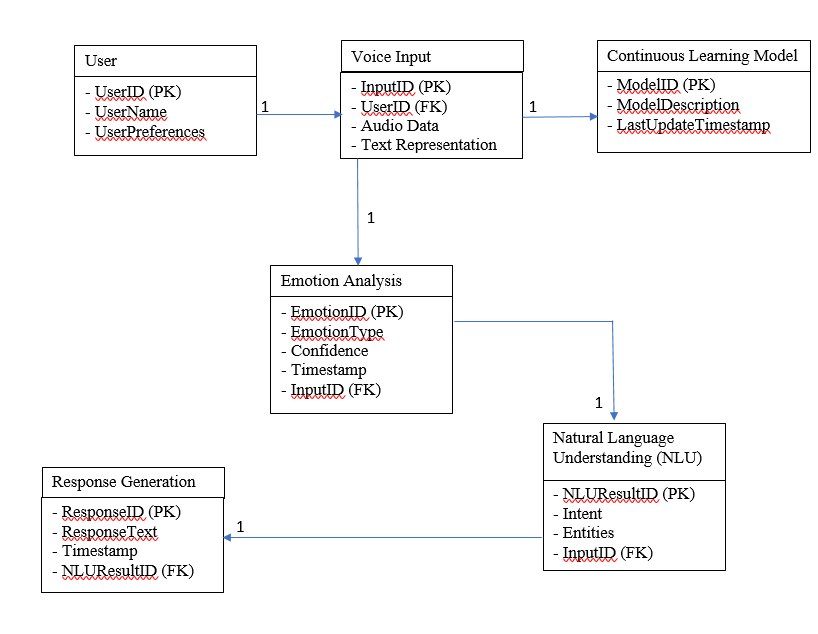 User
- UserID (PK)
- UserName
- UserPreferences
1
Voice Input
- InputID (PK)
- UserID (FK)
- Audio Data
- Text Representation
1
Continuous Learning Model
- ModelID (PK)
- ModelDescription
- LastUpdateTimestamp
1
Emotion Analysis
- EmotionID (PK)
- EmotionType
- Confidence
- Timestamp
- InputID (FK)
1
Natural Language
Understanding (NLU)
- NLUResultID (PK)
- Intent
- Entities
- InputID (FK)
1
Response Generation
- ResponseID (PK)
- ResponseText
- Timestamp
- NLUResultID (FK)